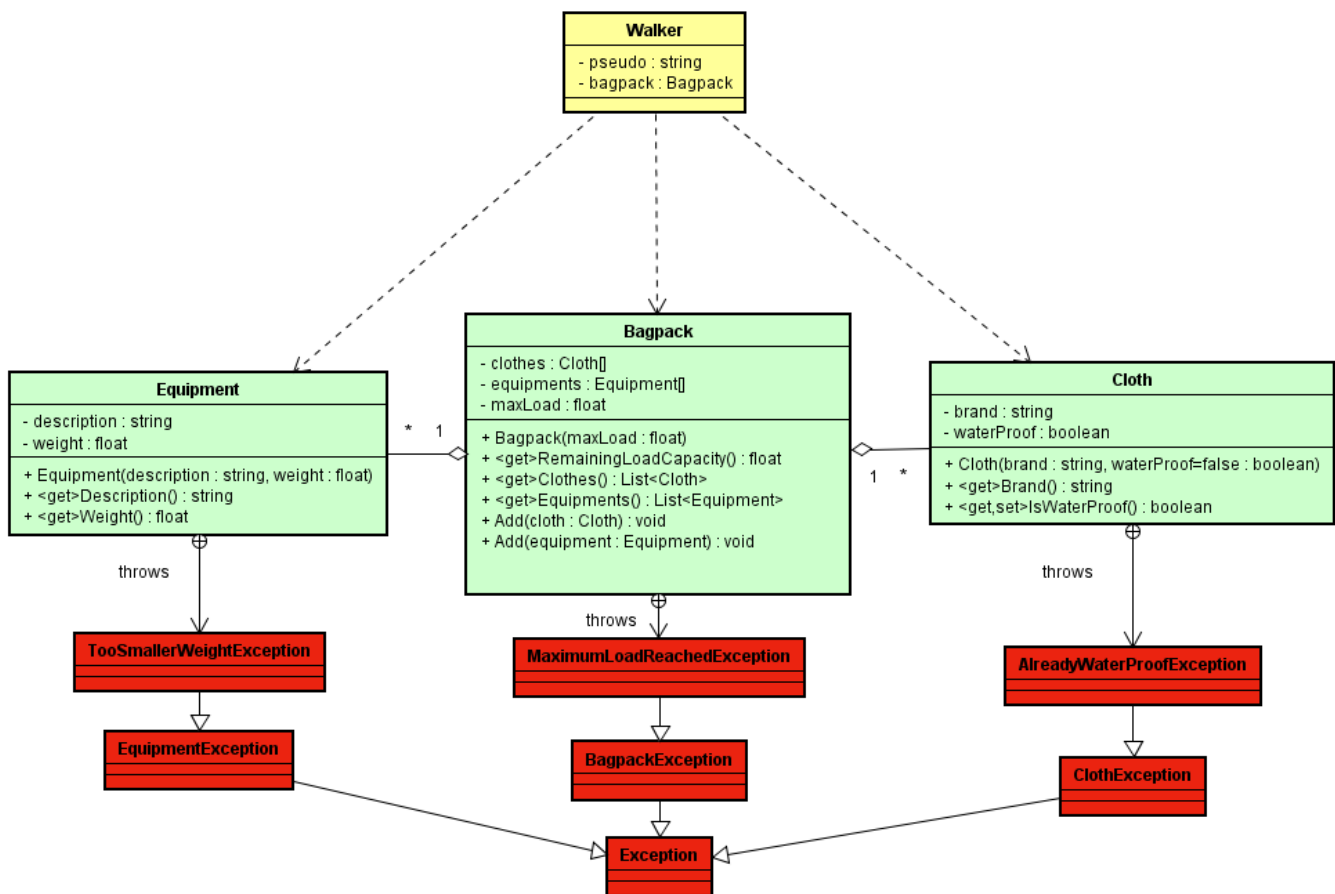 Walker
- pseudo : string
- bagpack : Bagpack
Equipment
- description : string
- weight : float
+ Equipment(description : string, weight : float)
+ <get>Description() : string
+ <get>Weight() : float
* 1
Bagpack
- clothes : Cloth[]
- equipments : Equipment[]
- maxLoad : float
+ Bagpack(maxLoad : float)
+ <get>RemainingLoadCapacity() : float
+ <get>Clothes() : List<Cloth>
+ <get>Equipments() : List<Equipment>
+ Add(cloth : Cloth) : void
+ Add(equipment : Equipment) : void
1 *
Cloth
- brand : string
- waterProof : boolean
+ Cloth(brand : string, waterProof=false : boolean)
+ <get>Brand() : string
+ <get,set>IsWaterProof() : boolean
throws
throws
throws
TooSmallerWeightException
MaximumLoadReachedException
AlreadyWaterProofException
EquipmentException
BagpackException
ClothException
Exception